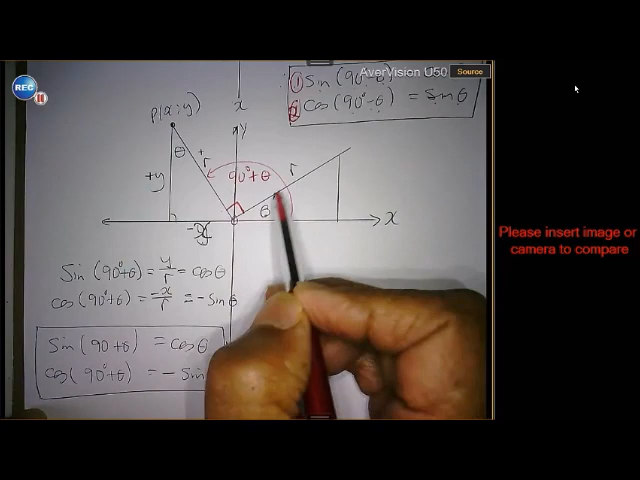 REC
AverVision U50
Source
① Sin (90°-θ)
② Cos (90°-θ) = sinθ
x
y
P(x;y)
θ
+
r
r
+y
90°+θ
θ
x
Please insert image or
camera to compare
Sin (90°+θ) = y/r = cosθ
cos (90°+θ) = -x/r = -sinθ
Sin (90+θ) = cosθ
cos (90°+θ) = - Sin